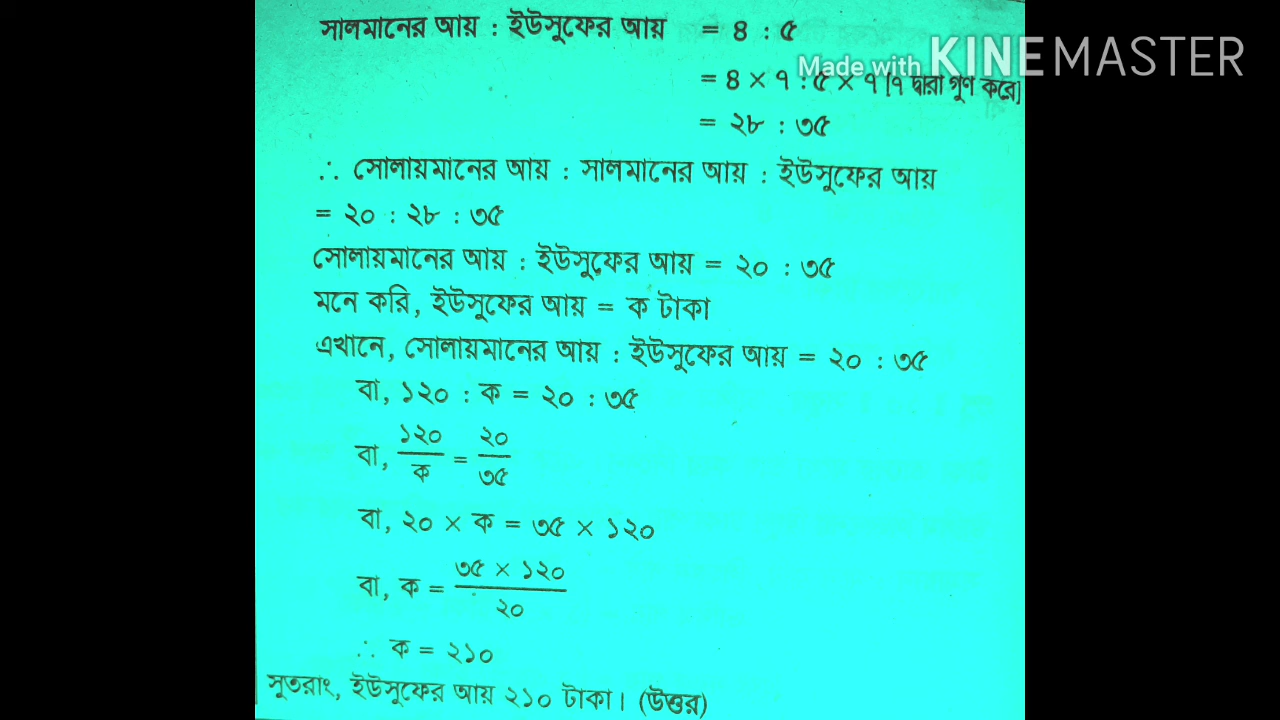 সালমানের আয় : ইউসুফের আয় = ৪ : ৫
Made with KINEMASTER
= ৪ × ৭ : ৫ × ৭ [৭ দ্বারা গুণ করে]
= ২৮ : ৩৫
∴ সোলায়মানের আয় : সালমানের আয় : ইউসুফের আয়
= ২০ : ২৮ : ৩৫
সোলায়মানের আয় : ইউসুফের আয় = ২০ : ৩৫
মনে করি, ইউসুফের আয় = ক টাকা
এখানে, সোলায়মানের আয় : ইউসুফের আয় = ২০ : ৩৫
বা, ১২০ : ক = ২০ : ৩৫
বা, ১২০/ক = ২০/৩৫
বা, ২০ × ক = ৩৫ × ১২০
বা, ক = ৩৫ × ১২০/২০
∴ ক = ২১০
সুতরাং, ইউসুফের আয় ২১০ টাকা। (উত্তর)